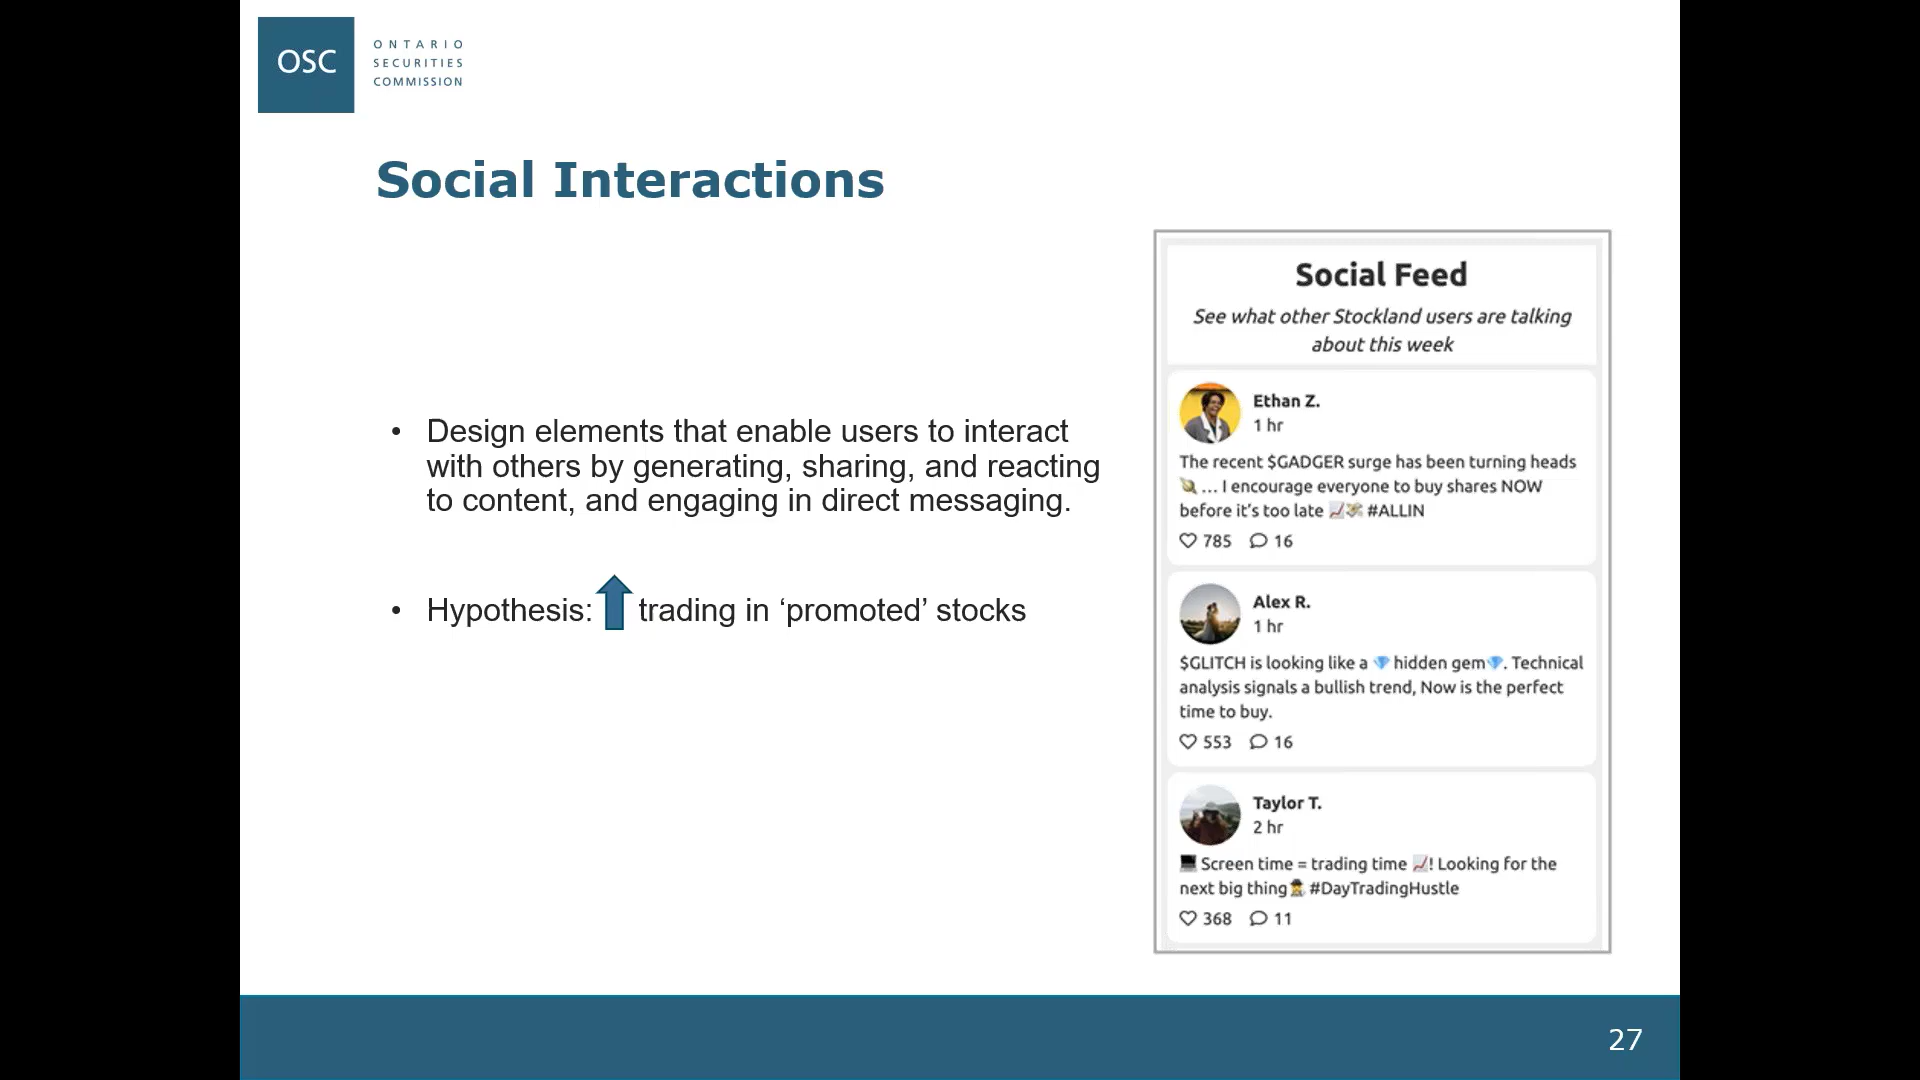 OSC
ONTARIO
SECURITIES
COMMISSION
Social Interactions
• Design elements that enable users to interact
with others by generating, sharing, and reacting
to content, and engaging in direct messaging.
• Hypothesis: trading in ‘promoted’ stocks
Social Feed
See what other Stockland users are talking
about this week
Ethan Z.
1 hr
The recent $GADGER surge has been turning heads
... I encourage everyone to buy shares NOW
before it's too late 📈💸 #ALLIN
785 16
Alex R.
1 hr
$GLITCH is looking like a 💎 hidden gem💎. Technical
analysis signals a bullish trend, Now is the perfect
time to buy.
553 16
Taylor T.
2 hr
💻 Screen time = trading time 📈! Looking for the
next big thing #DayTradingHustle
368 11
27